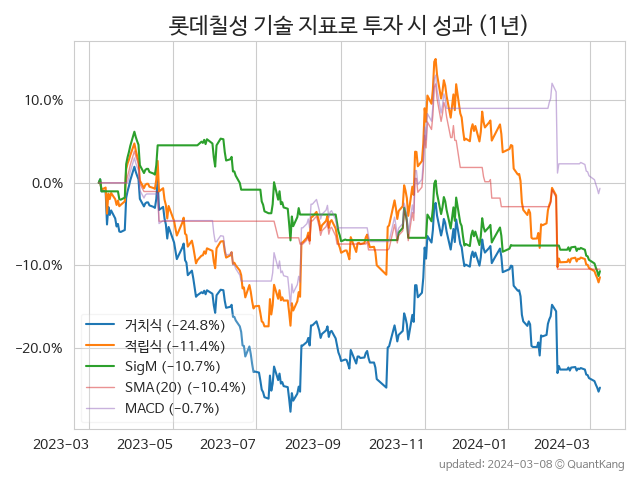 롯데칠성 기술 지표로 투자 시 성과 (1년)
10.0%
0.0%
−10.0%
−20.0%
거치식 (−24.8%)
적립식 (−11.4%)
SigM (−10.7%)
SMA(20) (−10.4%)
MACD (−0.7%)
2023−03 2023−05 2023−07 2023−09 2023−11 2024−01 2024−03
updated: 2024−03−08 ⓒ QuantKang